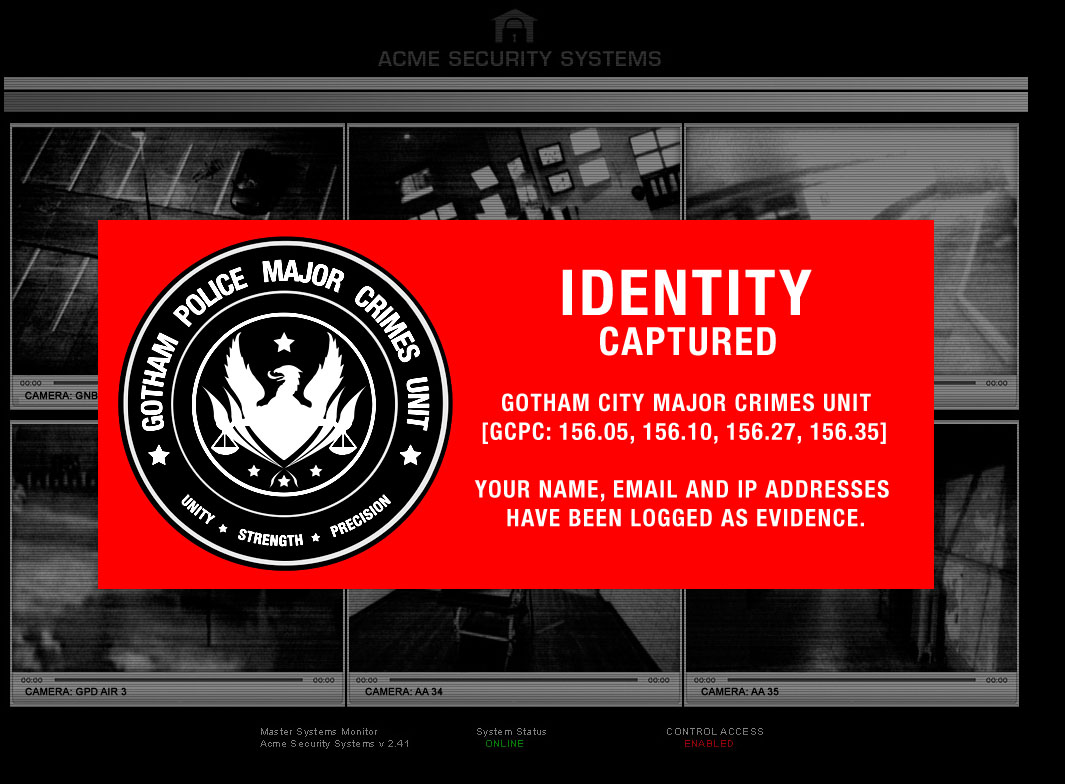 1
ACME SECURITY SYSTEMS
GOTHAM POLICE MAJOR CRIMES UNIT
UNITY ★ STRENGTH ★ PRECISION
IDENTITY
CAPTURED
GOTHAM CITY MAJOR CRIMES UNIT
[GCPC: 156.05, 156.10, 156.27, 156.35]
YOUR NAME, EMAIL AND IP ADDRESSES
HAVE BEEN LOGGED AS EVIDENCE.
00:00
00:00
CAMERA: GNB
00:00
00:00
CAMERA: GPD AIR 3
00:00
00:00
CAMERA: AA 34
00:00
00:00
CAMERA: AA 35
Master Systems Monitor
Acme Security Systems v 2.41
System Status
ONLINE
CONTROL ACCESS
ENABLED